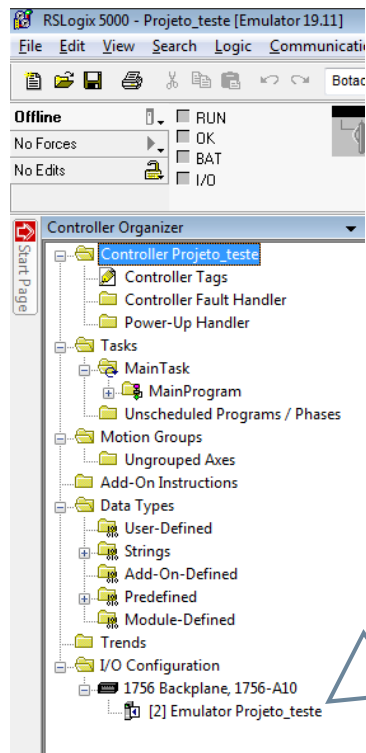 RSLogix 5000 - Projeto_teste [Emulator 19.11]
File Edit View Search Logic
Botac
Offline
RUN
No Forces
OK
No Edits
BAT
I/O
Start Page
Controller Organizer
Controller Projeto_teste
Controller Tags
Controller Fault Handler
Power-Up Handler
Tasks
MainTask
MainProgram
Unscheduled Programs / Phases
Motion Groups
Ungrouped Axes
Add-On Instructions
Data Types
User-Defined
Strings
Add-On-Defined
Predefined
Module-Defined
Trends
I/O Configuration
1756 Backplane, 1756-A10
[2] Emulator Projeto_teste